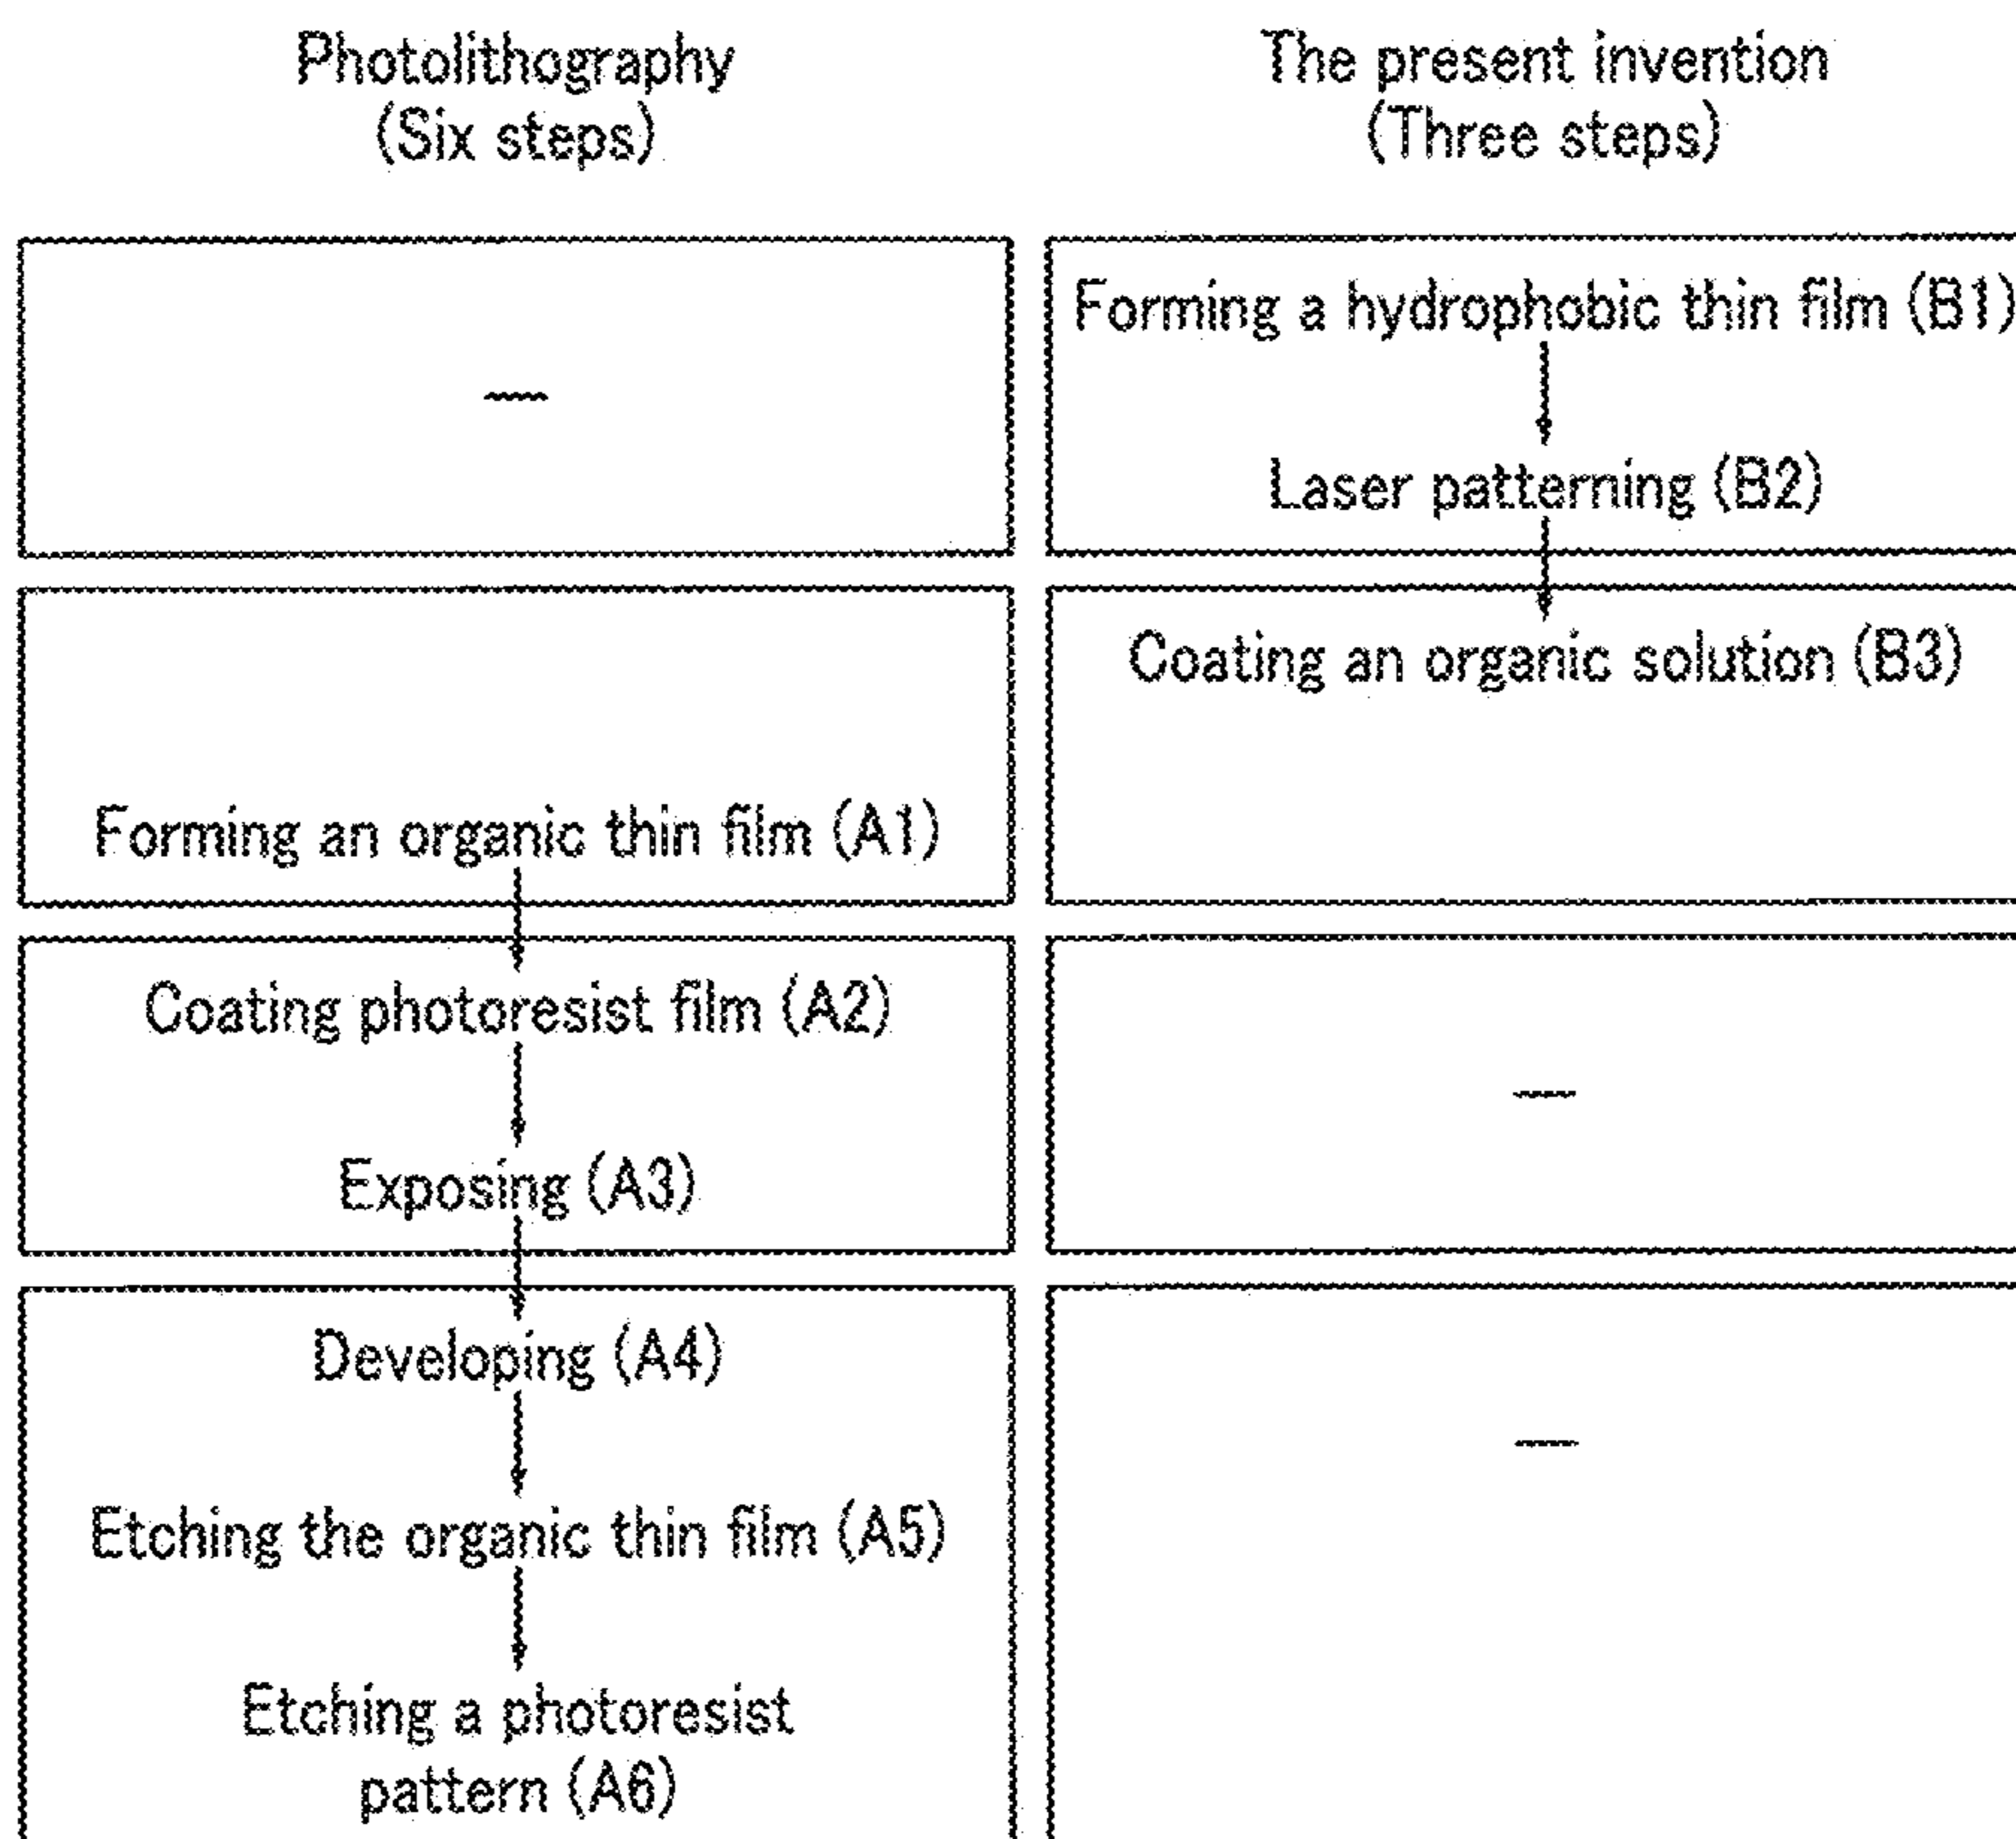 Photolithography
(Six steps)
The present invention
(Three steps)
—
Forming a hydrophobic thin film (B1)
Laser patterning (B2)
Forming an organic thin film (A1)
Coating an organic solution (B3)
Coating photoresist film (A2)
Exposing (A3)
—
Developing (A4)
Etching the organic thin film (A5)
Etching a photoresist
pattern (A6)
—